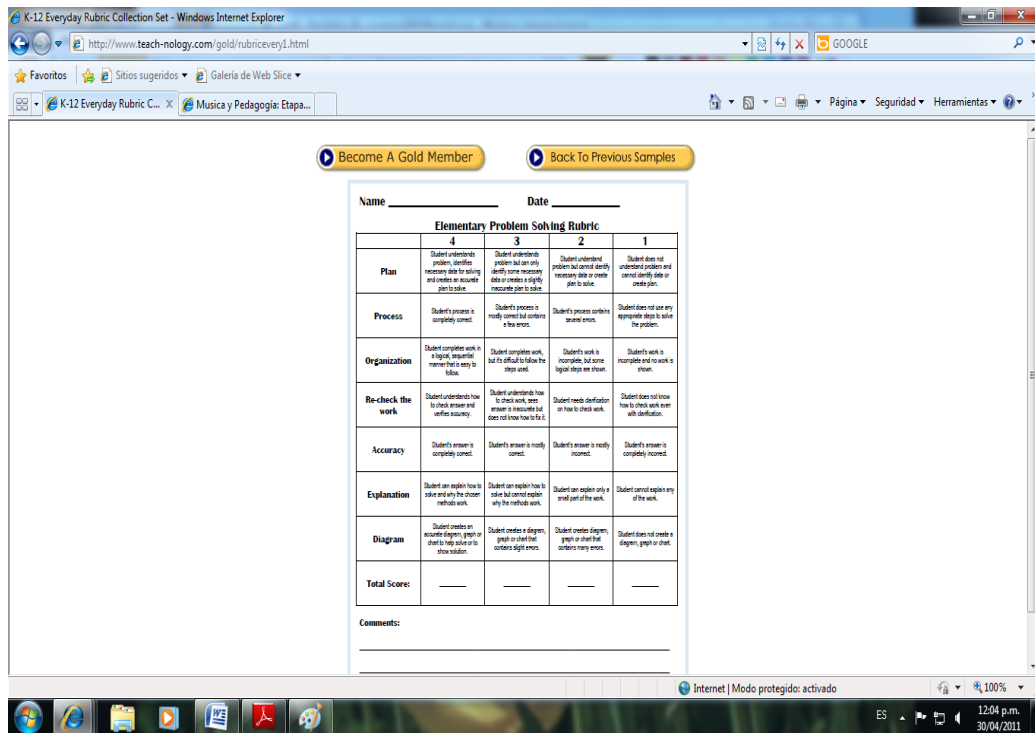 K-12 Everyday Rubric Collection Set - Windows Internet Explorer
http://www.teach-nology.com/gold/rubricevery1.html
GOOGLE
Favoritos
Sitios sugeridos
Galería de Web Slice
K-12 Everyday Rubric C...
Musica y Pedagogía: Etapa...
Página
Seguridad
Herramientas
Become A Gold Member
Back To Previous Samples
Name
Date
Elementary Problem Solving Rubric
4
3
2
1
Plan
Student understands
problem, identifies
necessary data for solving
and creates an accurate
plan to solve.
Student understands
problem but can only
identify some necessary
data or creates a slightly
inaccurate plan to solve.
Student understand
problem but cannot identify
necessary data or create
plan to solve.
Student does not
understand problem and
cannot identify data or
create plan.
Process
Student's process is
completely correct.
Student's process is
mostly correct but contains
a few errors.
Student's process contains
several errors.
Student does not use any
appropriate steps to solve
the problem.
Organization
Student completes work in
a logical, sequential
manner that is easy to
follow.
Student completes work,
but it's difficult to follow the
steps used.
Student's work is
incomplete, but some
logical steps are shown.
Student's work is
incomplete and no work is
shown.
Re-check the
work
Student understands how
to check answer and
verifies accuracy.
Student understands how
to check work, sees
answer is inaccurate but
does not know how to fix it.
Student needs clarification
on how to check work.
Student does not know
how to check work even
with clarification.
Accuracy
Student's answer is
completely correct.
Student's answer is mostly
correct.
Student's answer is mostly
incorrect.
Student's answer is
completely incorrect.
Explanation
Student can explain how to
solve and why the chosen
methods work.
Student can explain how to
solve but cannot explain
why the methods work.
Student can explain only a
small part of the work.
Student cannot explain any
of the work.
Diagram
Student creates an
accurate diagram, graph or
chart to help solve or to
show solution.
Student creates a diagram,
graph or chart that
contains slight errors.
Student creates diagram,
graph or chart that
contains many errors.
Student does not create a
diagram, graph or chart.
Total Score:
Comments:
Internet | Modo protegido: activado
100%
ES
12:04 p.m.
30/04/2011